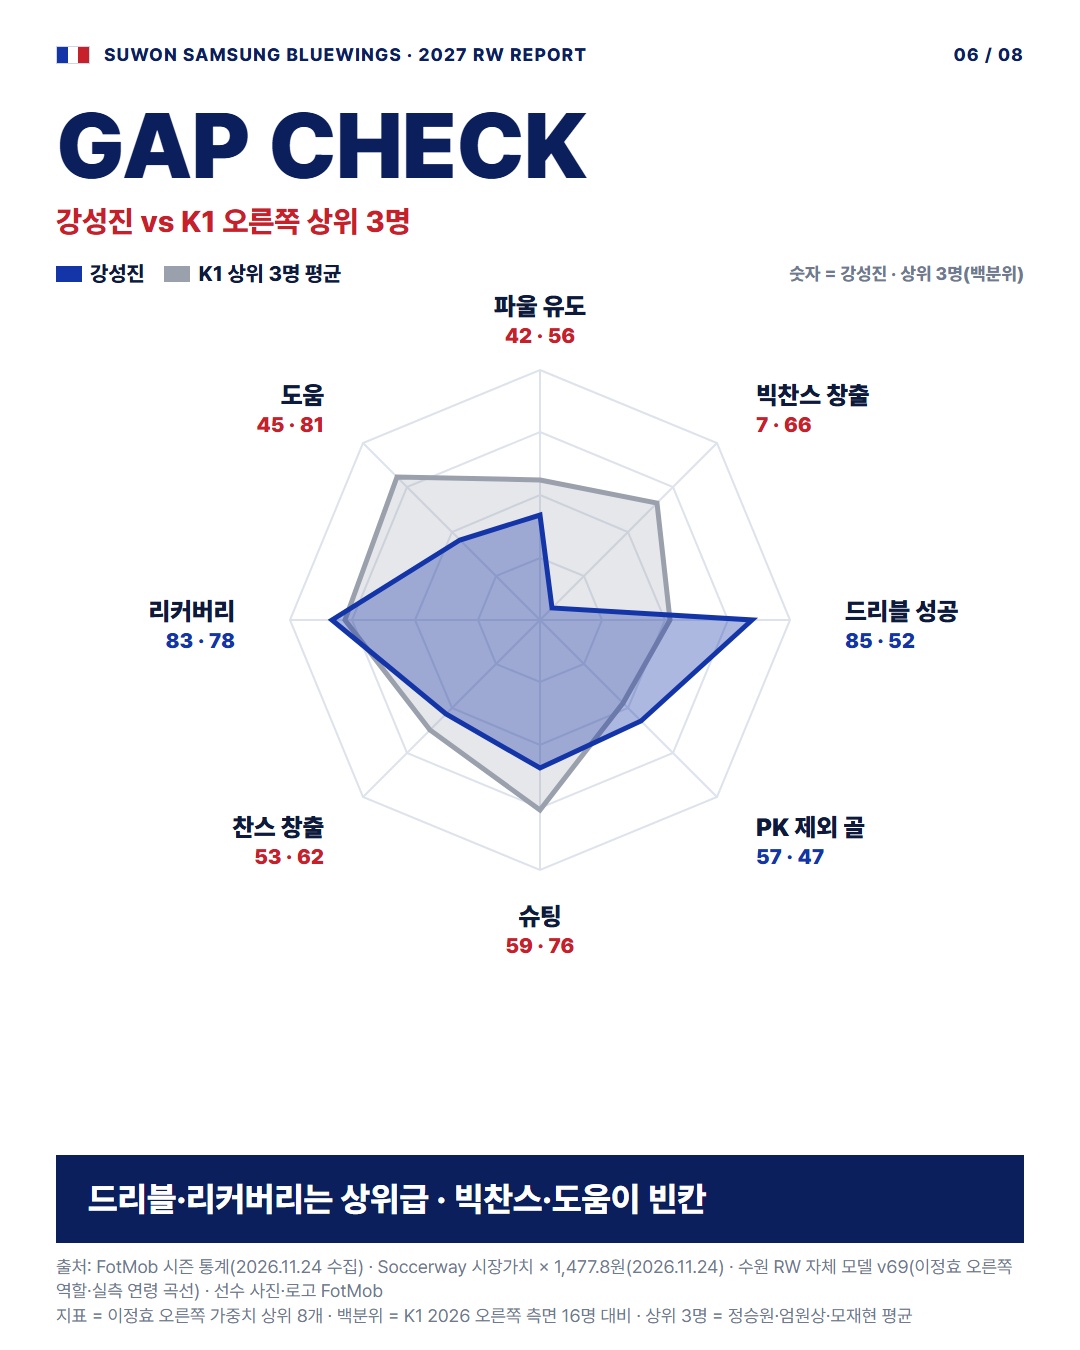 SUWON SAMSUNG BLUEWINGS · 2027 RW REPORT
06 / 08
GAP CHECK
강성진 vs K1 오른쪽 상위 3명
강성진
K1 상위 3명 평균
숫자 = 강성진 · 상위 3명(백분위)
파울 유도
42 · 56
도움
45 · 81
빅찬스 창출
7 · 66
리커버리
83 · 78
드리블 성공
85 · 52
찬스 창출
53 · 62
PK 제외 골
57 · 47
슈팅
59 · 76
드리블·리커버리는 상위급 · 빅찬스·도움이 빈칸
출처: FotMob 시즌 통계(2026.11.24 수집) · Soccerway 시장가치 × 1,477.8원(2026.11.24) · 수원 RW 자체 모델 v69(이정효 오른쪽
역할·실측 연령 곡선) · 선수 사진·로고 FotMob
지표 = 이정효 오른쪽 가중치 상위 8개 · 백분위 = K1 2026 오른쪽 측면 16명 대비 · 상위 3명 = 정승원·엄원상·모재현 평균